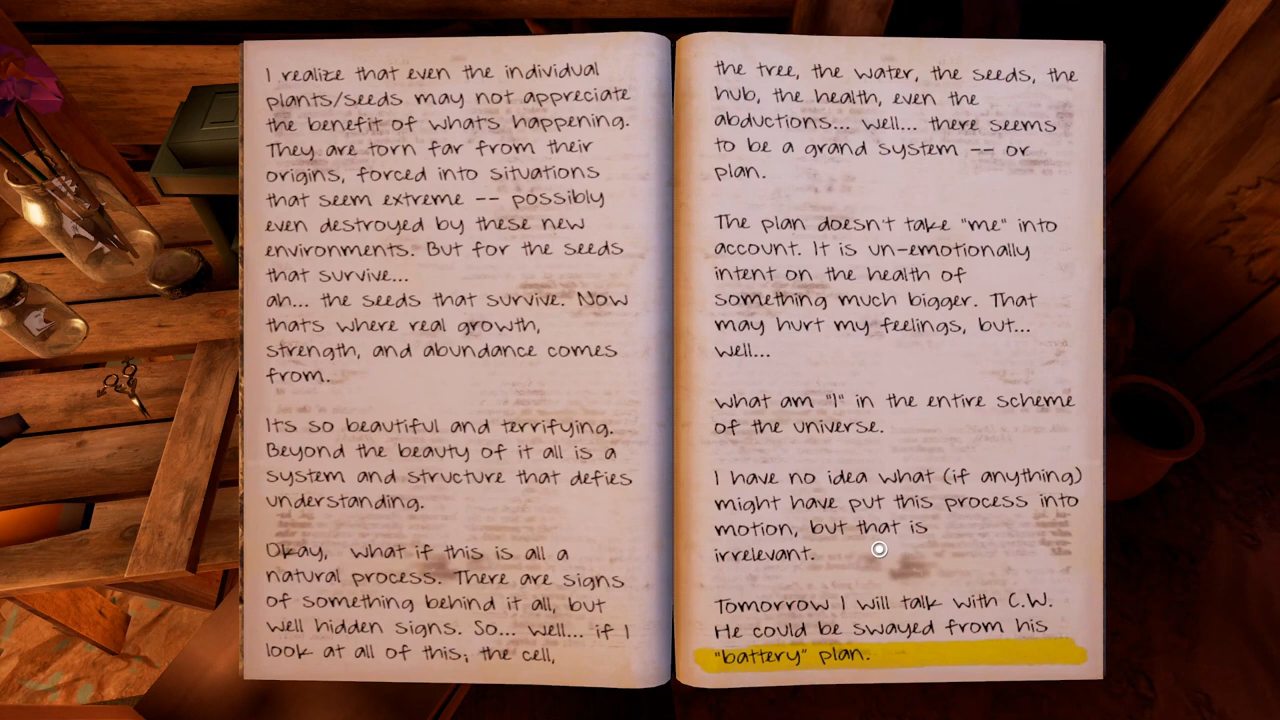 I realize that even the individual
plants/seeds may not appreciate
the benefit of whats happening.
They are torn far from their
origins, forced into situations
that seem extreme -- possibly
even destroyed by these new
environments. But for the seeds
that survive...
ah... the seeds that survive. Now
thats where real growth,
strength, and abundance comes
from.
Its so beautiful and terrifying.
Beyond the beauty of it all is a
system and structure that defies
understanding.
Okay, what if this is all a
natural process. There are signs
of something behind it all, but
well hidden signs. So... well... if I
look at all of this; the cell,
the tree, the water, the seeds, the
hub, the health, even the
abductions... well... there seems
to be a grand system -- or
plan.
The plan doesn't take "me" into
account. It is un-emotionally
intent on the health of
something much bigger. That
may hurt my feelings, but...
well...
what am "I" in the entire scheme
of the universe.
I have no idea what (if anything)
might have put this process into
motion, but that is
irrelevant.
Tomorrow I will talk with C.W.
He could be swayed from his
"battery" plan.